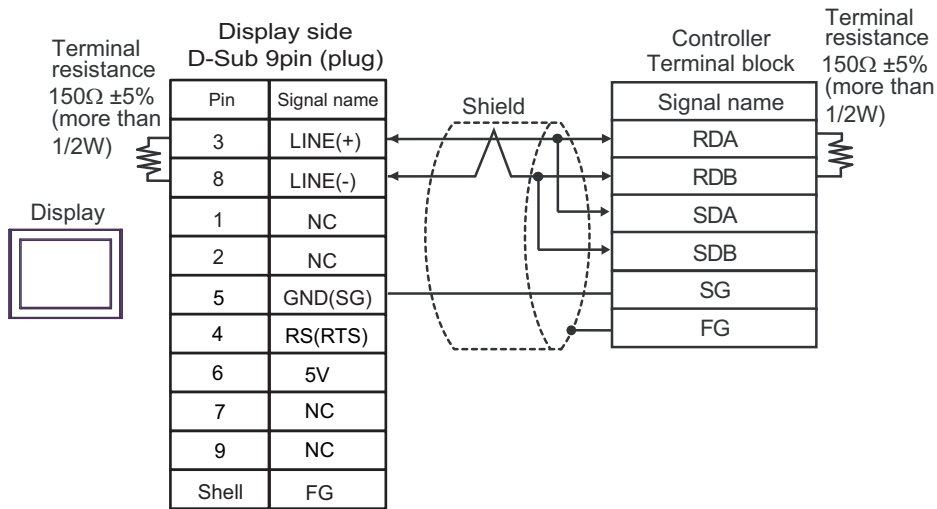 Terminal
resistance
150Ω ±5%
(more than
1/2W)
Display side
D-Sub 9pin (plug)
Pin Signal name
3 LINE(+)
8 LINE(-)
1 NC
2 NC
5 GND(SG)
4 RS(RTS)
6 5V
7 NC
9 NC
Shell FG
Display
Shield
Controller
Terminal block
Signal name
RDA
RDB
SDA
SDB
SG
FG
Terminal
resistance
150Ω ±5%
(more than
1/2W)